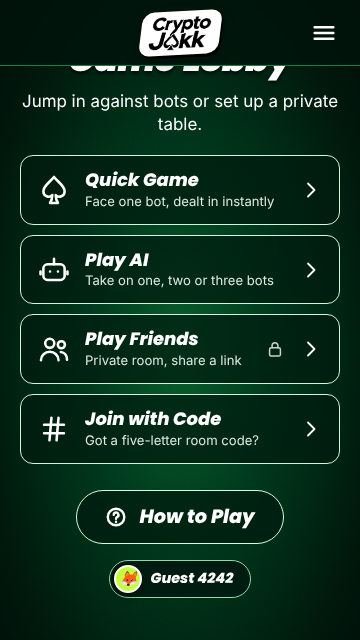 Crypto
Jokk
Game Lobby
Jump in against bots or set up a private
table.
Quick Game
Face one bot, dealt in instantly
Play AI
Take on one, two or three bots
Play Friends
Private room, share a link
Join with Code
Got a five-letter room code?
How to Play
Guest 4242